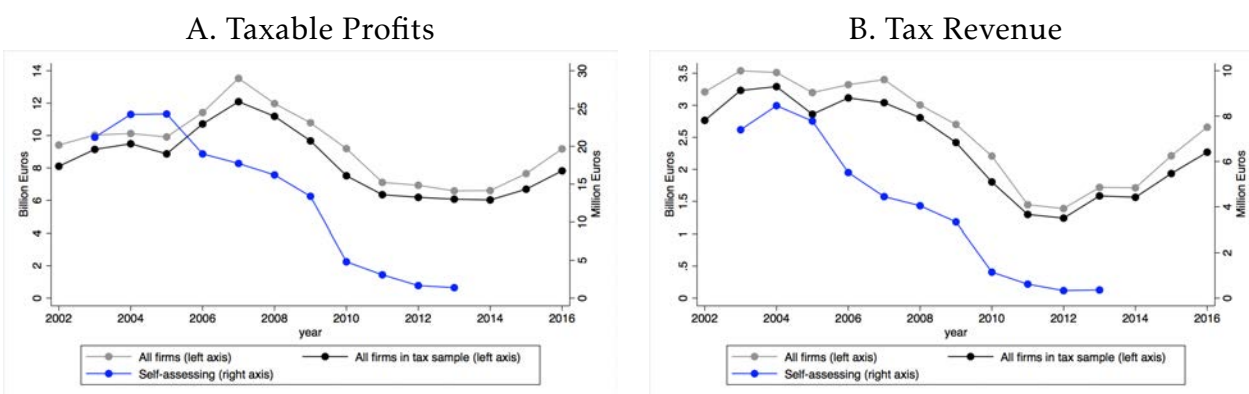 A. Taxable Profits
14
12
10
8
6
4
2
0
Billion Euros
30
25
20
15
10
5
0
Million Euros
2002 2004 2006 2008 2010 2012 2014 2016
year
All firms (left axis) All firms in tax sample (left axis)
Self-assessing (right axis)
B. Tax Revenue
3.5
3
2.5
2
1.5
1
.5
0
Billion Euros
10
8
6
4
2
0
Million Euros
2002 2004 2006 2008 2010 2012 2014 2016
year
All firms (left axis) All firms in tax sample (left axis)
Self-assessing (right axis)